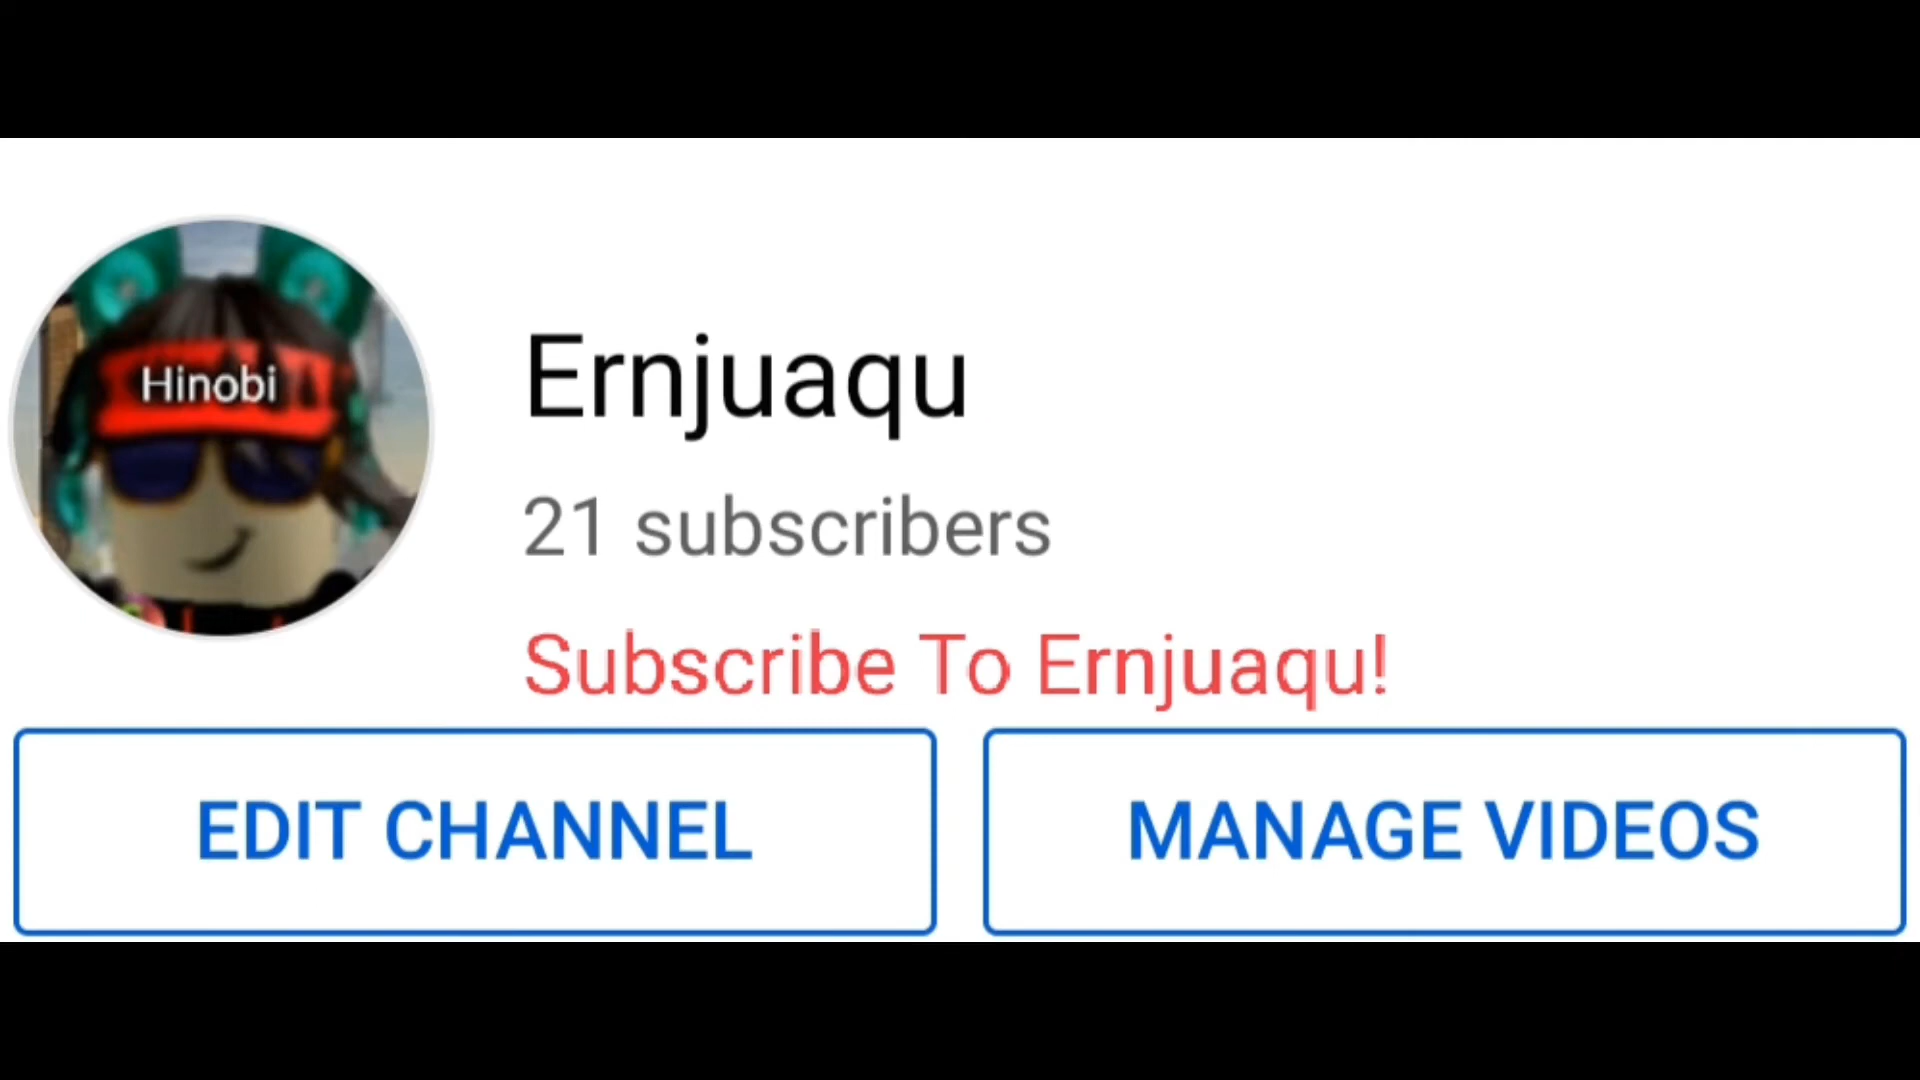 Hinobi
Ernjuaqu
21 subscribers
Subscribe To Ernjuaqu!
EDIT CHANNEL
MANAGE VIDEOS